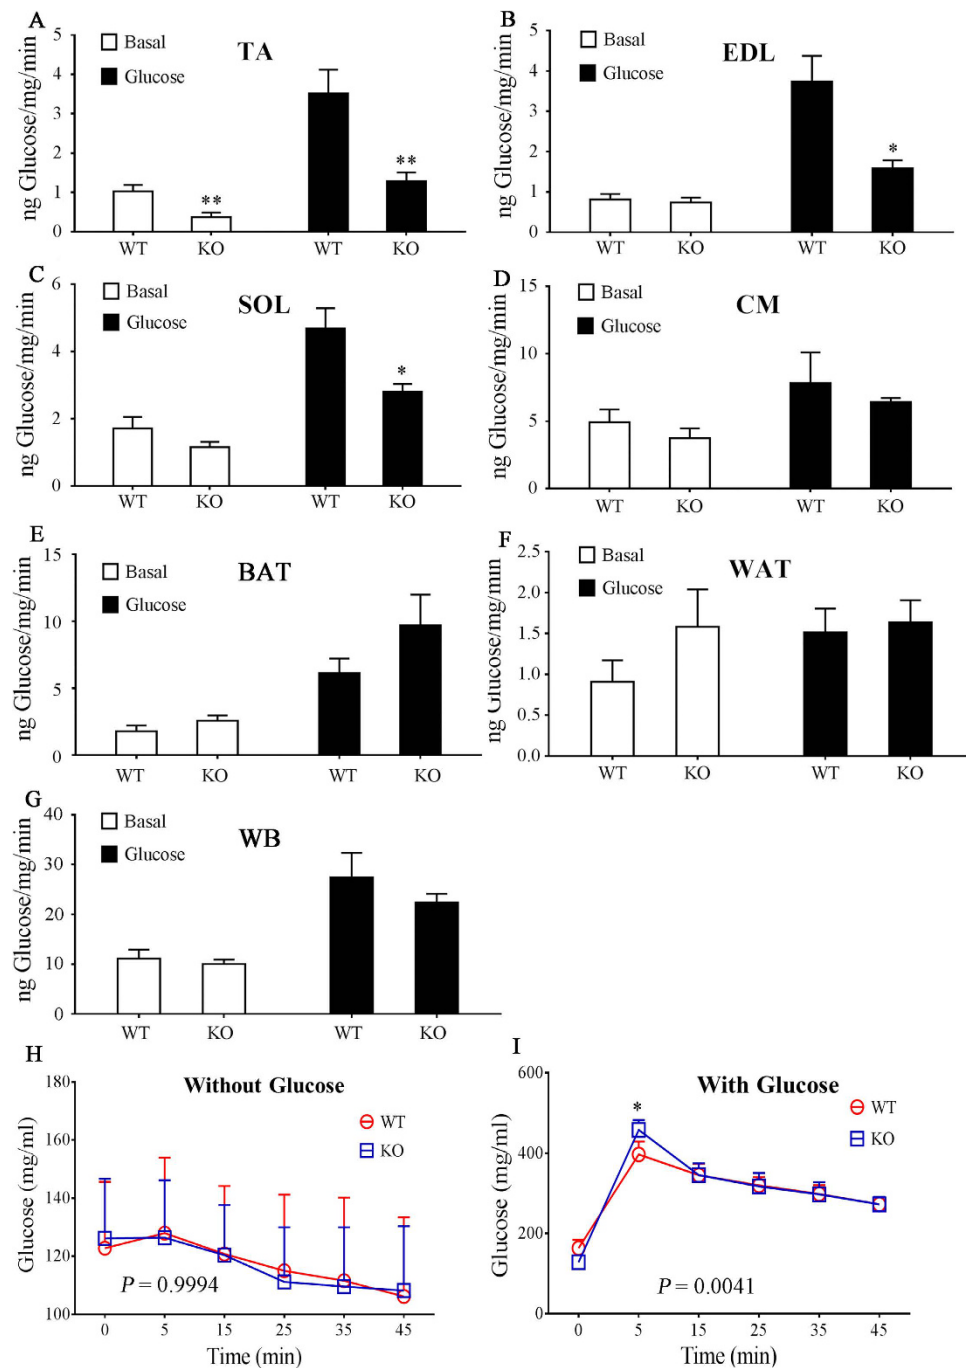 A
TA
Basal
Glucose
ng Glucose/mg/min
5
4
3
2
1
0
**
**
WT
KO
WT
KO
B
EDL
Basal
Glucose
ng Glucose/mg/min
5
4
3
2
1
0
*
WT
KO
WT
KO
C
SOL
Basal
Glucose
ng Glucose/mg/min
6
4
2
0
*
WT
KO
WT
KO
D
CM
Basal
Glucose
ng Glucose/mg/min
15
10
5
0
WT
KO
WT
KO
E
BAT
Basal
Glucose
ng Glucose/mg/min
15
10
5
0
WT
KO
WT
KO
F
WAT
Basal
Glucose
ng Glucose/mg/min
2.5
2.0
1.5
1.0
0.5
0.0
WT
KO
WT
KO
G
WB
Basal
Glucose
ng Glucose/mg/min
40
30
20
10
0
WT
KO
WT
KO
H
Without Glucose
WT
KO
Glucose (mg/ml)
180
160
140
120
100
P = 0.9994
0 5 15 25 35 45
Time (min)
I
With Glucose
WT
KO
Glucose (mg/ml)
600
400
200
0
*
P = 0.0041
0 5 15 25 35 45
Time (min)